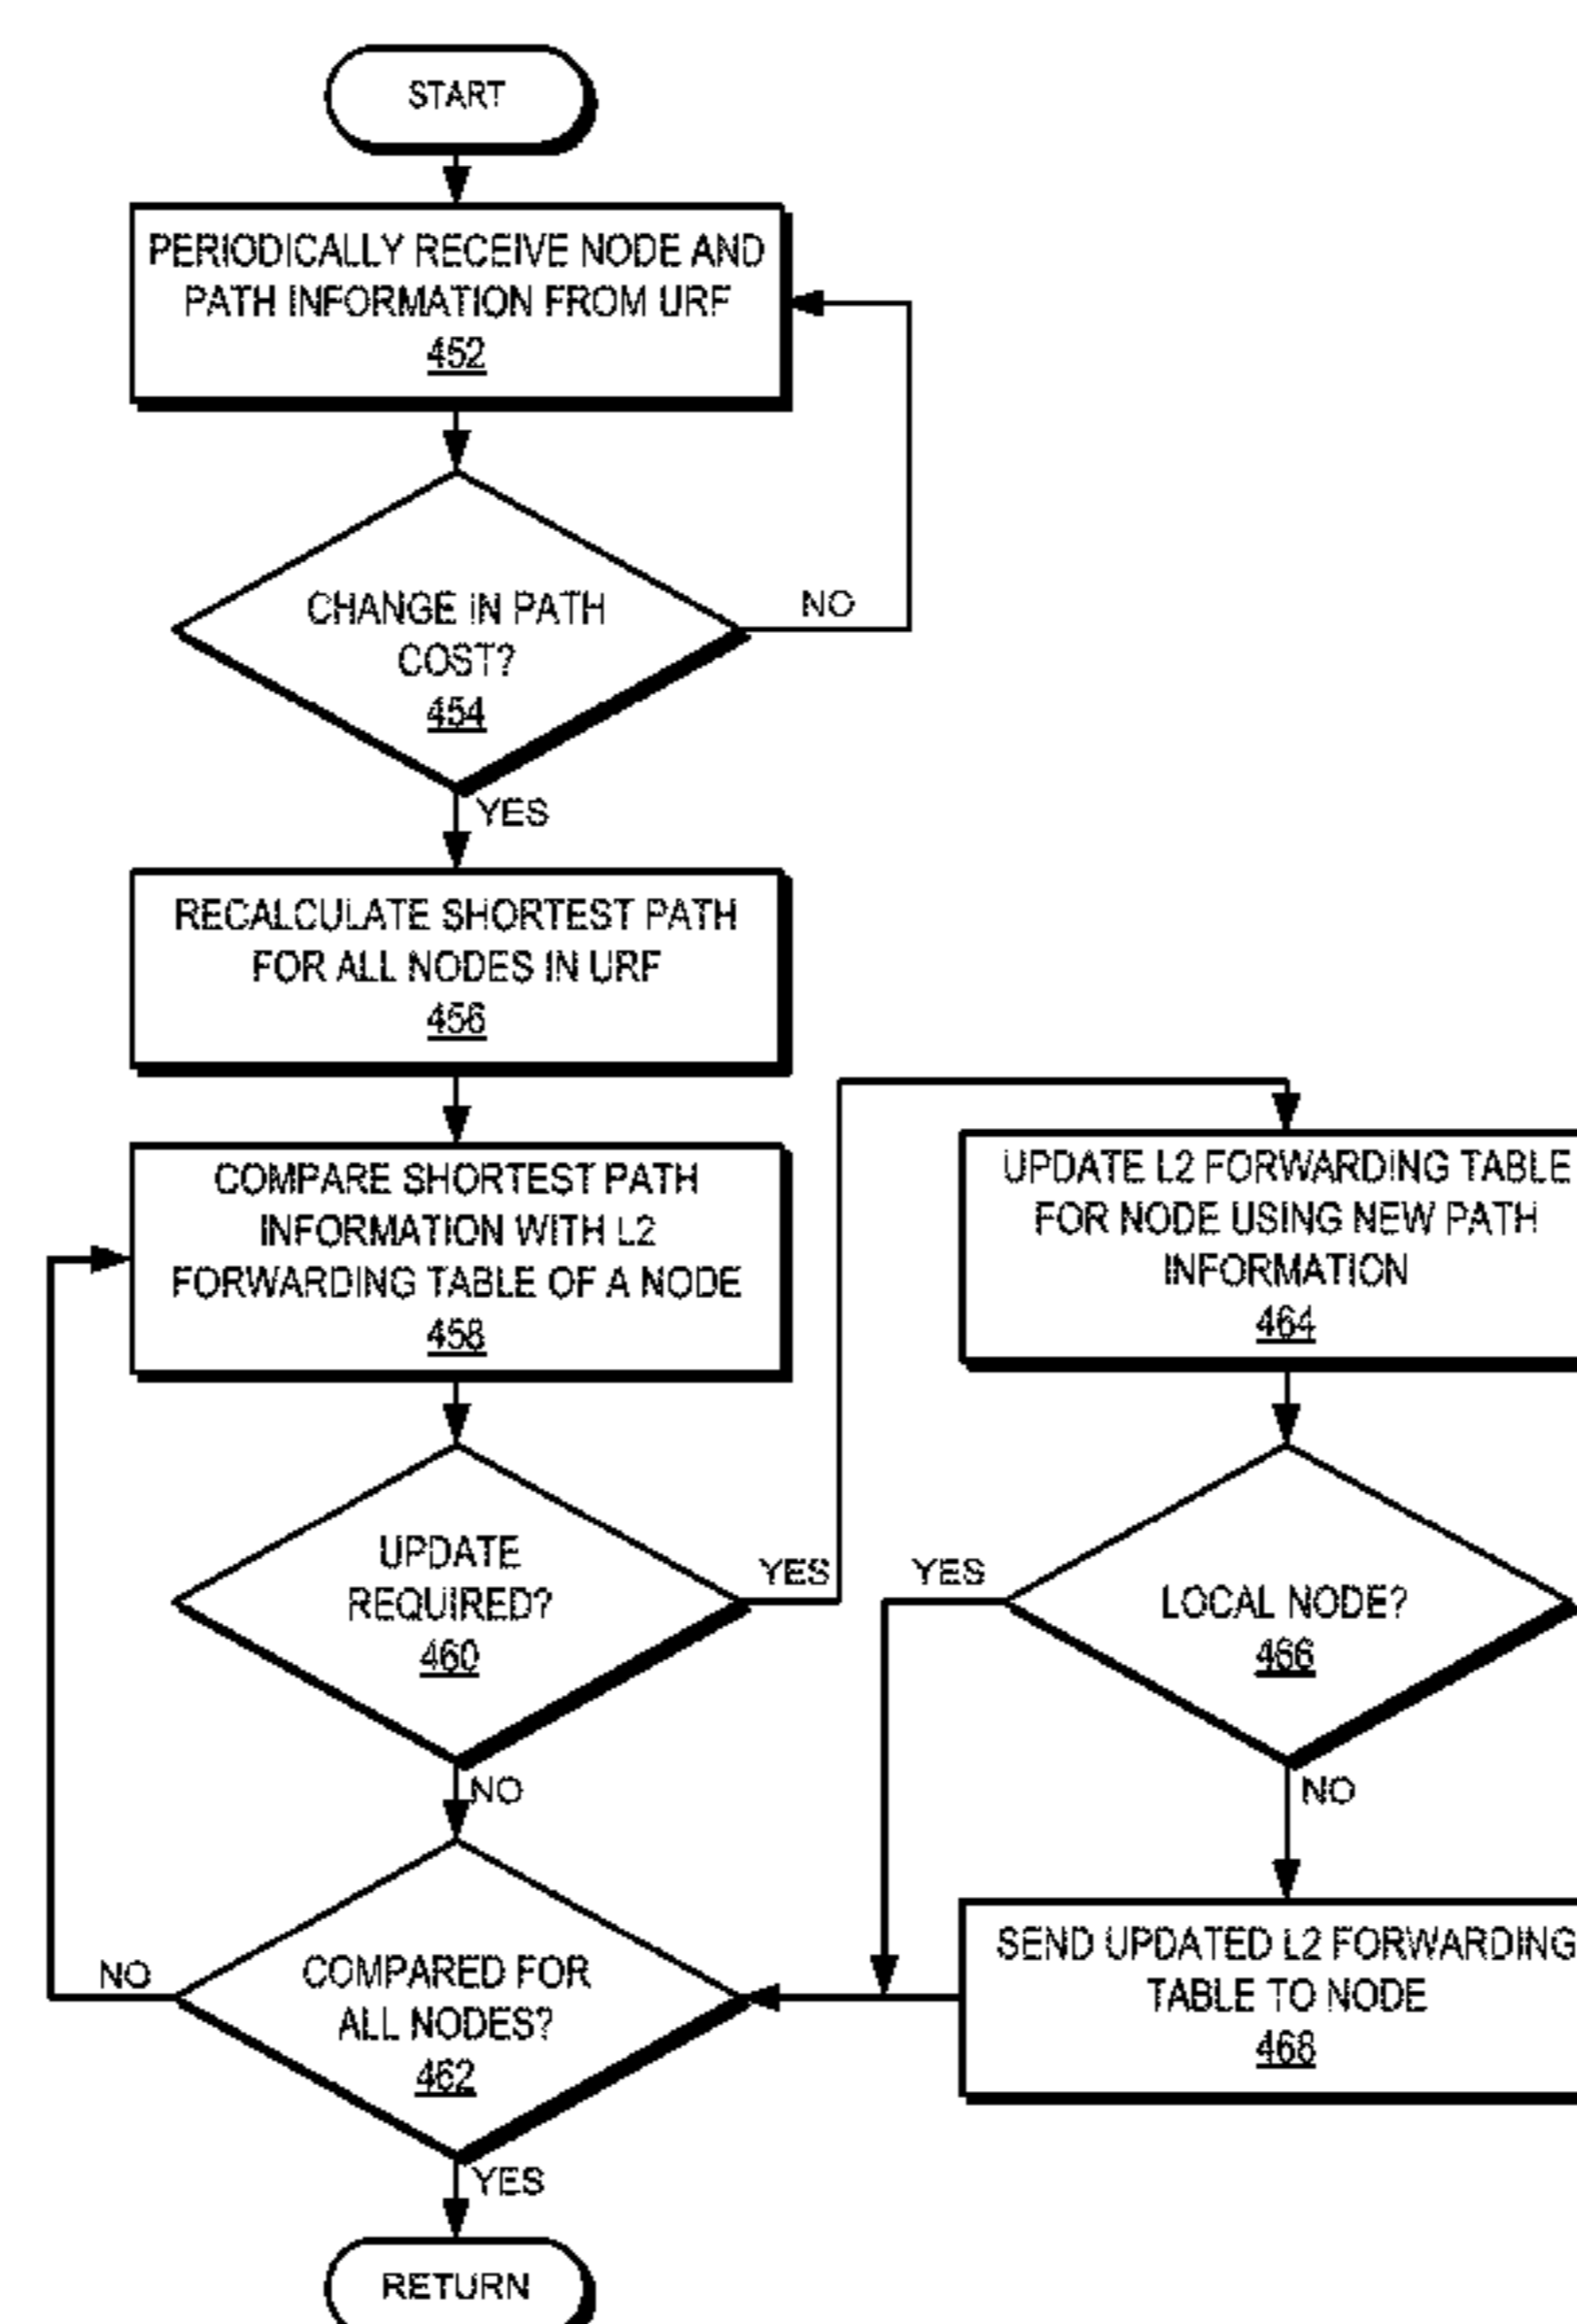 START
PERIODICALLY RECEIVE NODE AND
PATH INFORMATION FROM URF
452
CHANGE IN PATH
COST?
454
NO
YES
RECALCULATE SHORTEST PATH
FOR ALL NODES IN URF
456
COMPARE SHORTEST PATH
INFORMATION WITH L2
FORWARDING TABLE OF A NODE
458
UPDATE
REQUIRED?
460
YES
NO
UPDATE L2 FORWARDING TABLE
FOR NODE USING NEW PATH
INFORMATION
464
LOCAL NODE?
466
YES
NO
SEND UPDATED L2 FORWARDING
TABLE TO NODE
468
COMPARED FOR
ALL NODES?
462
NO
YES
RETURN